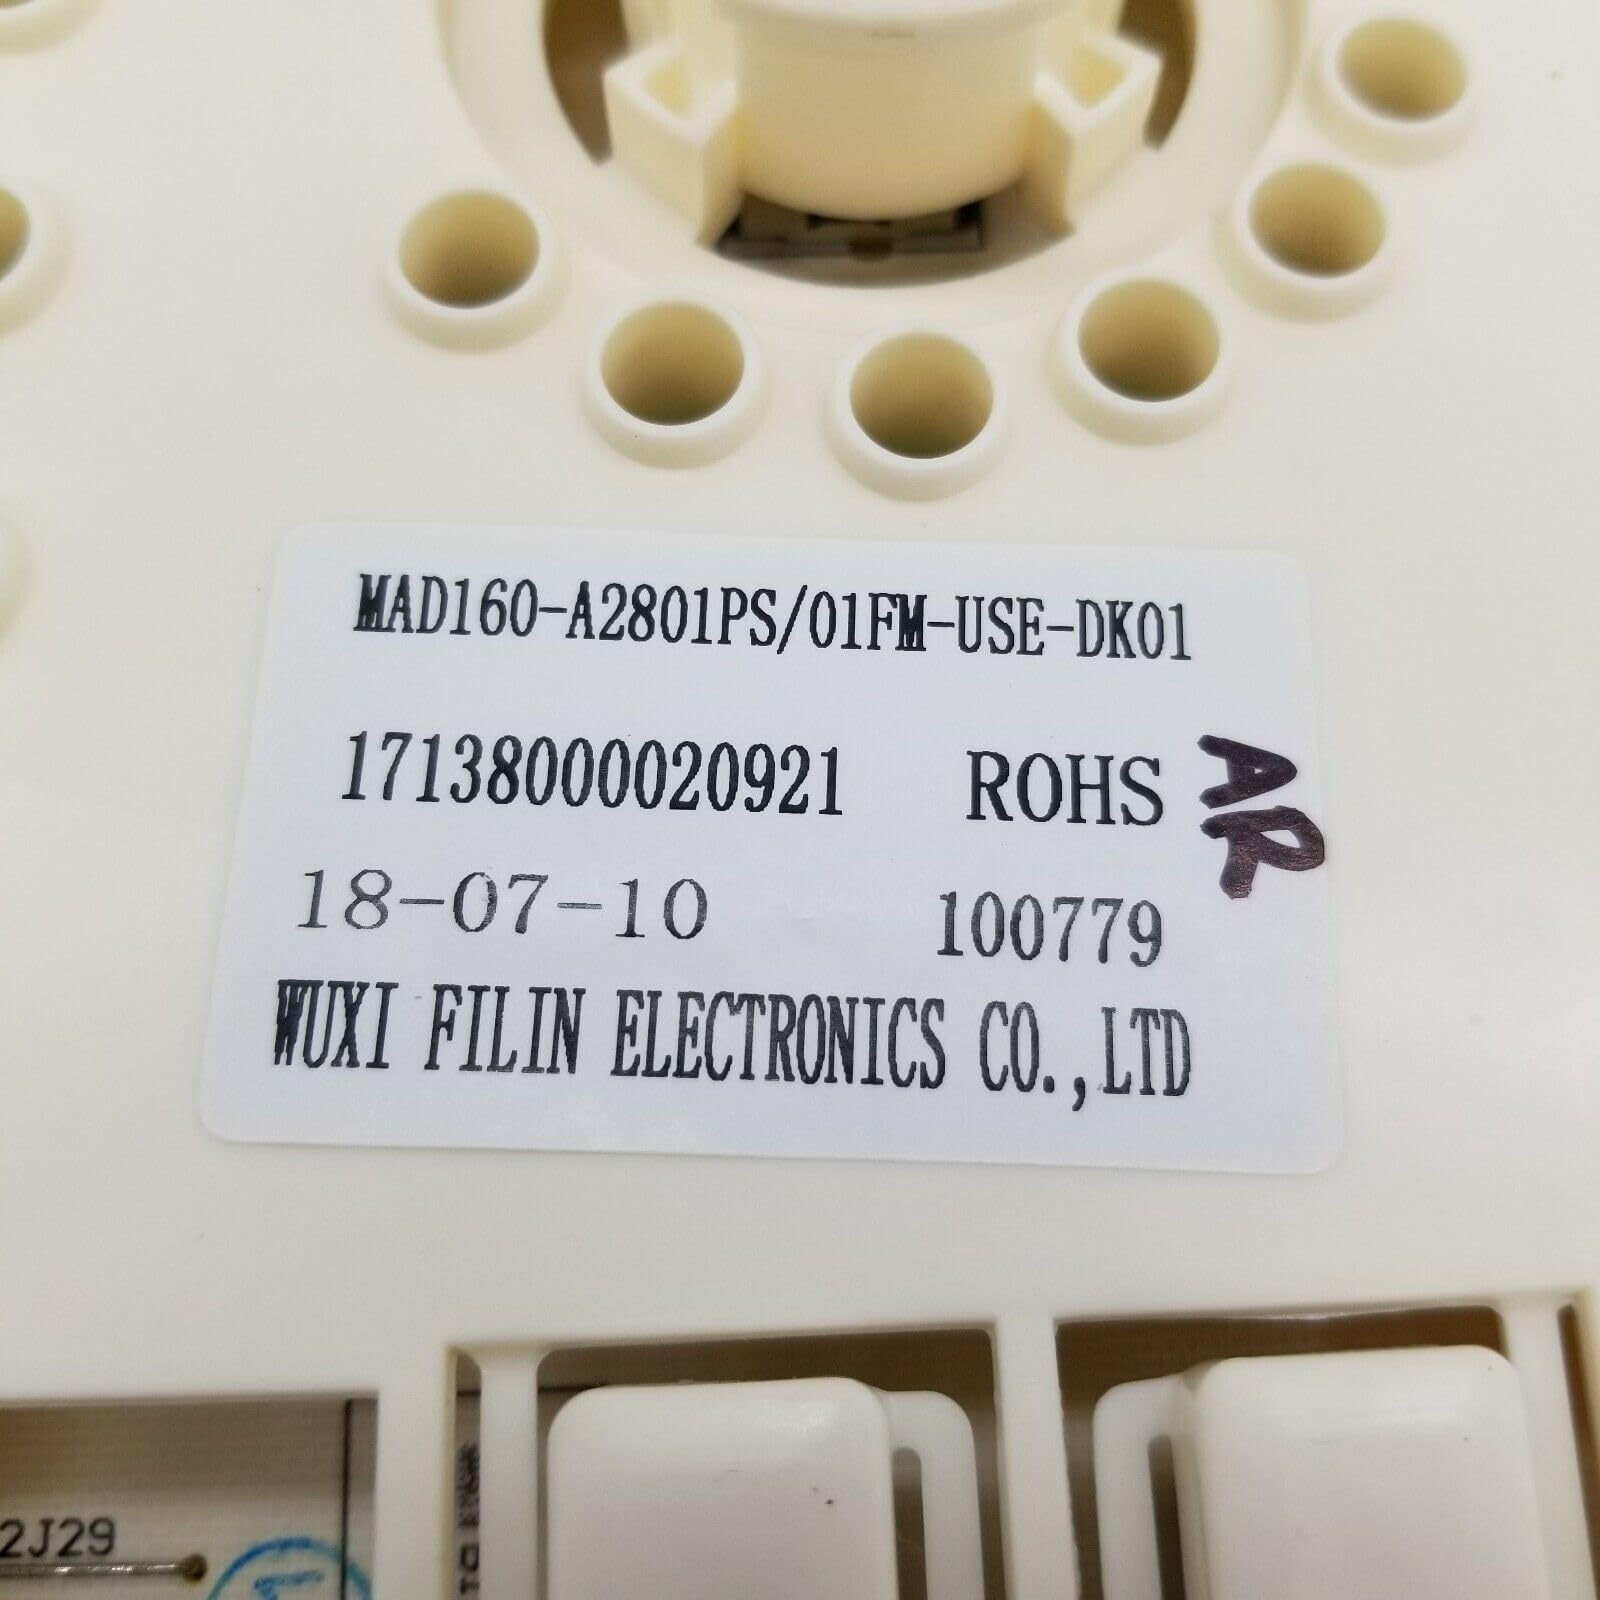 MAD160-A2801PS/01FM-USE-DK01
17138000020921 ROHS AR
18-07-10 100779
WUXI FILIN ELECTRONICS CO.,LTD
2J29